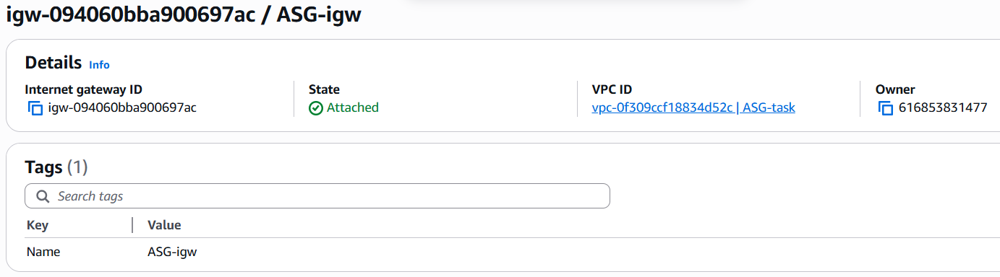 igw-094060bba900697ac / ASG-igw
Details Info
Internet gateway ID State VPC ID Owner
igw-094060bba900697ac Attached vpc-0f309ccf18834d52c | ASG-task 616853831477
Tags (1)
Search tags
Key Value
Name ASG-igw